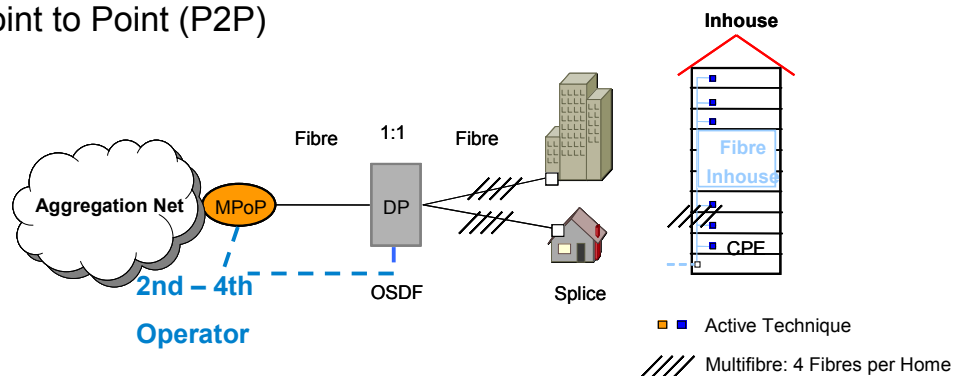 oint to Point (P2P)
Inhouse
Fibre 1:1 Fibre
Fibre
Inhouse
Aggregation Net
MPoP
DP
CPE
2nd – 4th
Operator
OSDF
Splice
Active Technique
Multifibre: 4 Fibres per Home